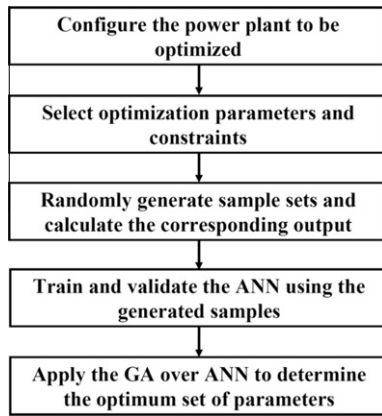 Configure the power plant to be
optimized
Select optimization parameters and
constraints
Randomly generate sample sets and
calculate the corresponding output
Train and validate the ANN using the
generated samples
Apply the GA over ANN to determine
the optimum set of parameters